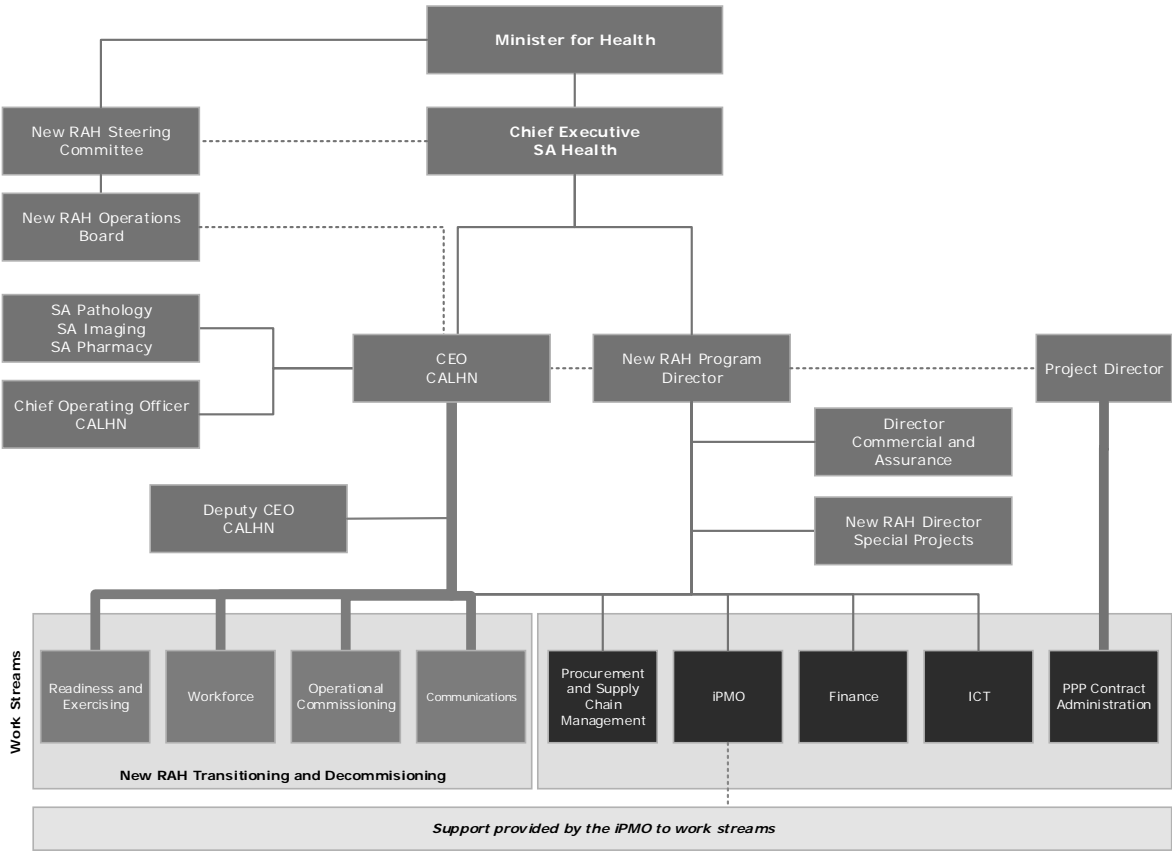 Minister for Health
New RAH Steering
Committee
Chief Executive
SA Health
New RAH Operations
Board
SA Pathology
SA Imaging
SA Pharmacy
CEO
CALHN
New RAH Program
Director
Project Director
Chief Operating Officer
CALHN
Director
Commercial and
Assurance
Deputy CEO
CALHN
New RAH Director
Special Projects
Work Streams
Readiness and
Exercising
Workforce
Operational
Commissioning
Communications
Procurement
and Supply
Chain
Management
iPMO
Finance
ICT
PPP Contract
Administration
New RAH Transitioning and Decommisioning
Support provided by the iPMO to work streams